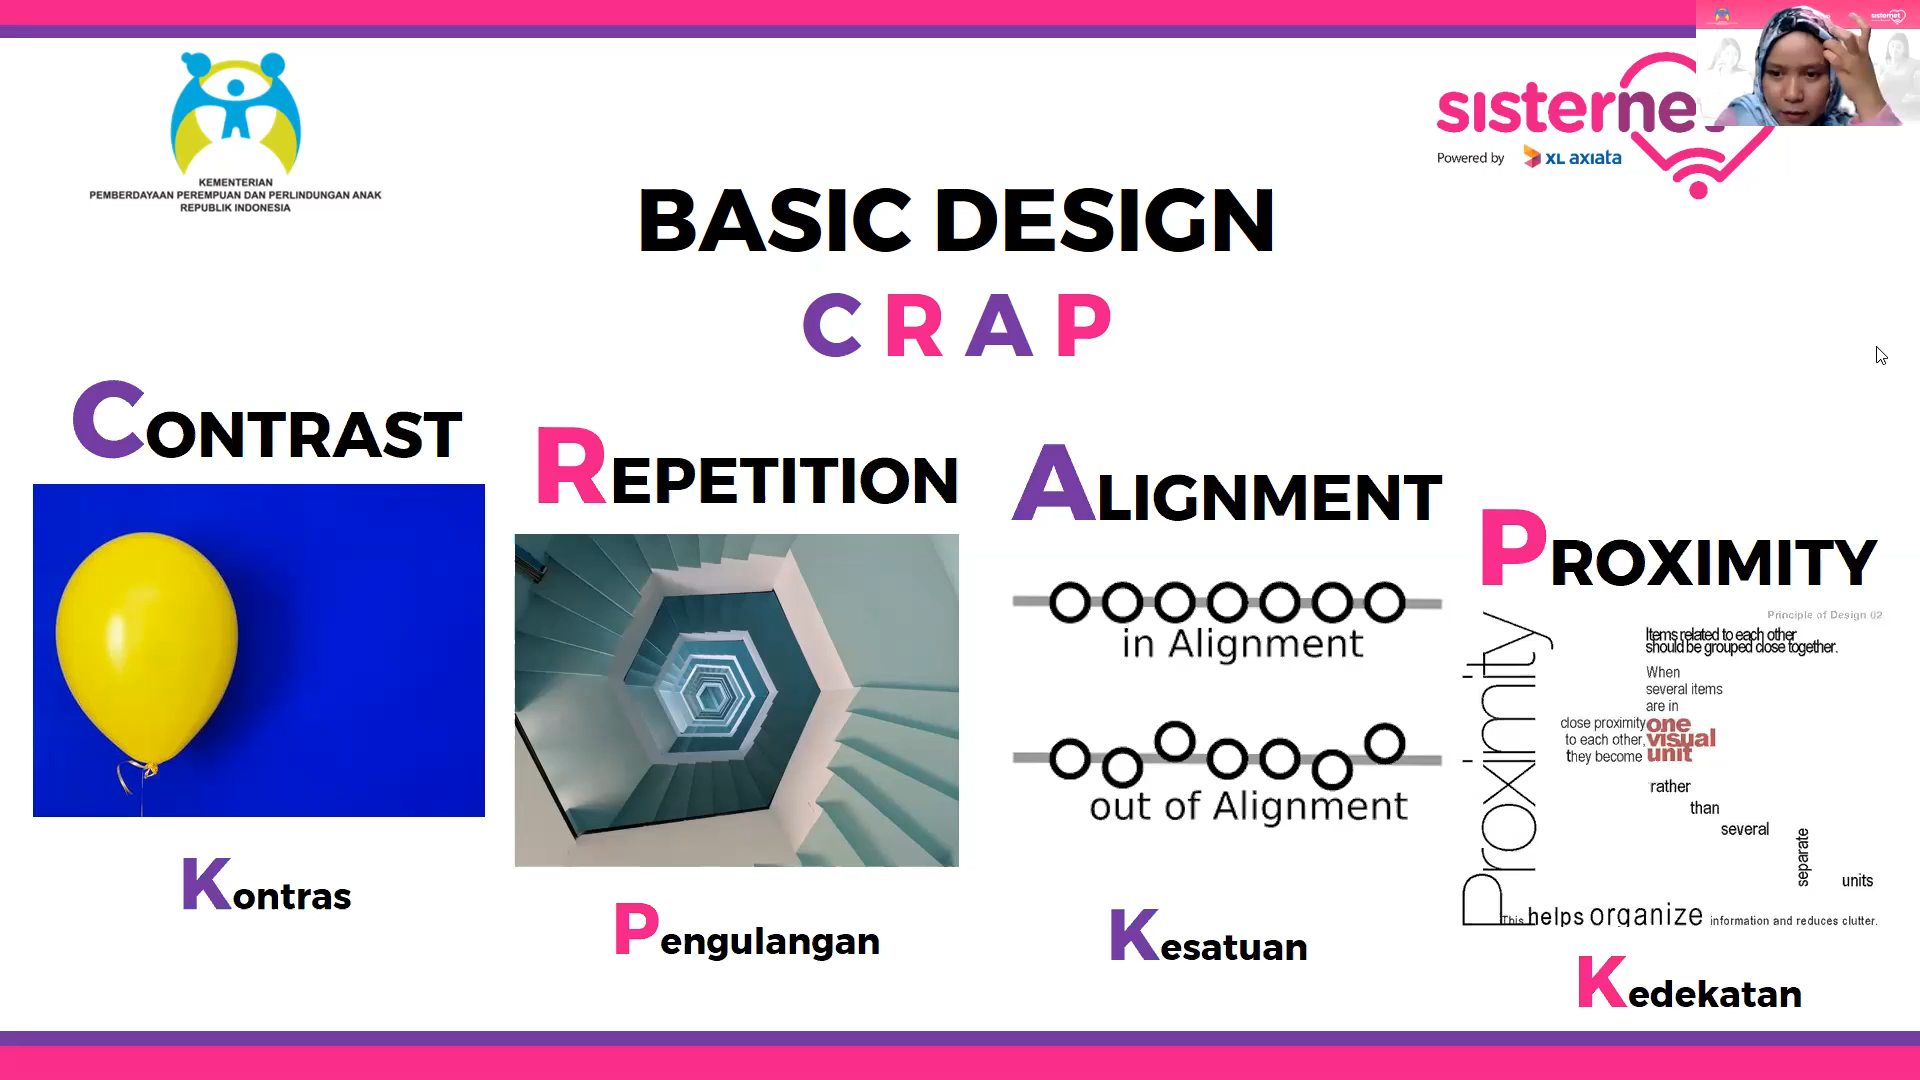 KEMENTERIAN
PEMBERDAYAAN PEREMPUAN DAN PERLINDUNGAN ANAK
REPUBLIK INDONESIA
sisternet
Powered by XL axiata
sisternet
BASIC DESIGN
C R A P
CONTRAST
Kontras
REPETITION
Pengulangan
ALIGNMENT
in Alignment
out of Alignment
Kesatuan
PROXIMITY
Principle of Design 02
Proximity
Items related to each other
should be grouped close together.
When
several items
are in
close proximity one
to each other, visual
they become unit
rather
than
several
separate
units
This helps organize information and reduces clutter.
Kedekatan